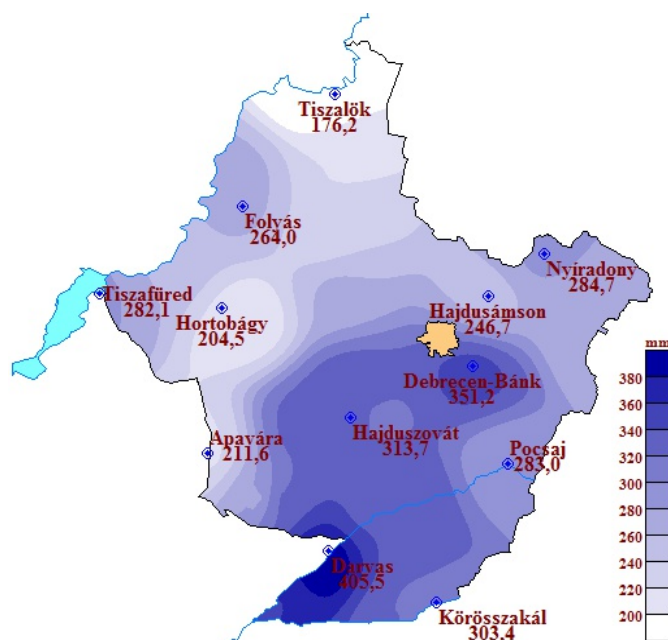 Tiszalök
176,2
Folyás
264,0
Nyíradony
284,7
Tiszafüred
282,1
Hortobágy
204,5
Hajdusámson
246,7
Debrecen-Bánk
351,2
Hajduszovát
313,7
Apavára
211,6
Pocsaj
283,0
Darvas
405,5
Körösszakál
303,4
mm
380
360
340
320
300
280
260
240
220
200